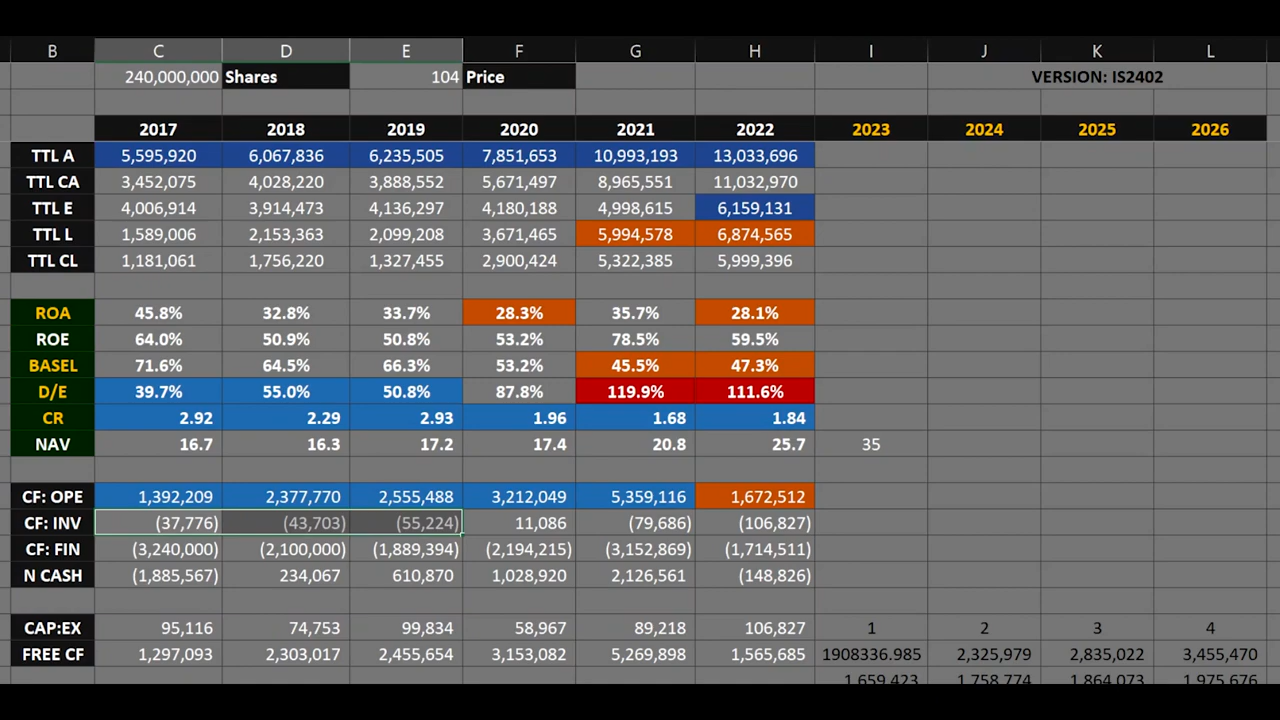 B C D E F G H I J K L
240,000,000 Shares 104 Price VERSION: IS2402
2017 2018 2019 2020 2021 2022 2023 2024 2025 2026
TTL A 5,595,920 6,067,836 6,235,505 7,851,653 10,993,193 13,033,696
TTL CA 3,452,075 4,028,220 3,888,552 5,671,497 8,965,551 11,032,970
TTL E 4,006,914 3,914,473 4,136,297 4,180,188 4,998,615 6,159,131
TTL L 1,589,006 2,153,363 2,099,208 3,671,465 5,994,578 6,874,565
TTL CL 1,181,061 1,756,220 1,327,455 2,900,424 5,322,385 5,999,396
ROA 45.8% 32.8% 33.7% 28.3% 35.7% 28.1%
ROE 64.0% 50.9% 50.8% 53.2% 78.5% 59.5%
BASEL 71.6% 64.5% 66.3% 53.2% 45.5% 47.3%
D/E 39.7% 55.0% 50.8% 87.8% 119.9% 111.6%
CR 2.92 2.29 2.93 1.96 1.68 1.84
NAV 16.7 16.3 17.2 17.4 20.8 25.7 35
CF: OPE 1,392,209 2,377,770 2,555,488 3,212,049 5,359,116 1,672,512
CF: INV (37,776) (43,703) (55,224) 11,086 (79,686) (106,827)
CF: FIN (3,240,000) (2,100,000) (1,889,394) (2,194,215) (3,152,869) (1,714,511)
N CASH (1,885,567) 234,067 610,870 1,028,920 2,126,561 (148,826)
CAP:EX 95,116 74,753 99,834 58,967 89,218 106,827 1 2 3 4
FREE CF 1,297,093 2,303,017 2,455,654 3,153,082 5,269,898 1,565,685 1908336.985 2,325,979 2,835,022 3,455,470
1,659,423 1,758,774 1,864,073 1,975,676